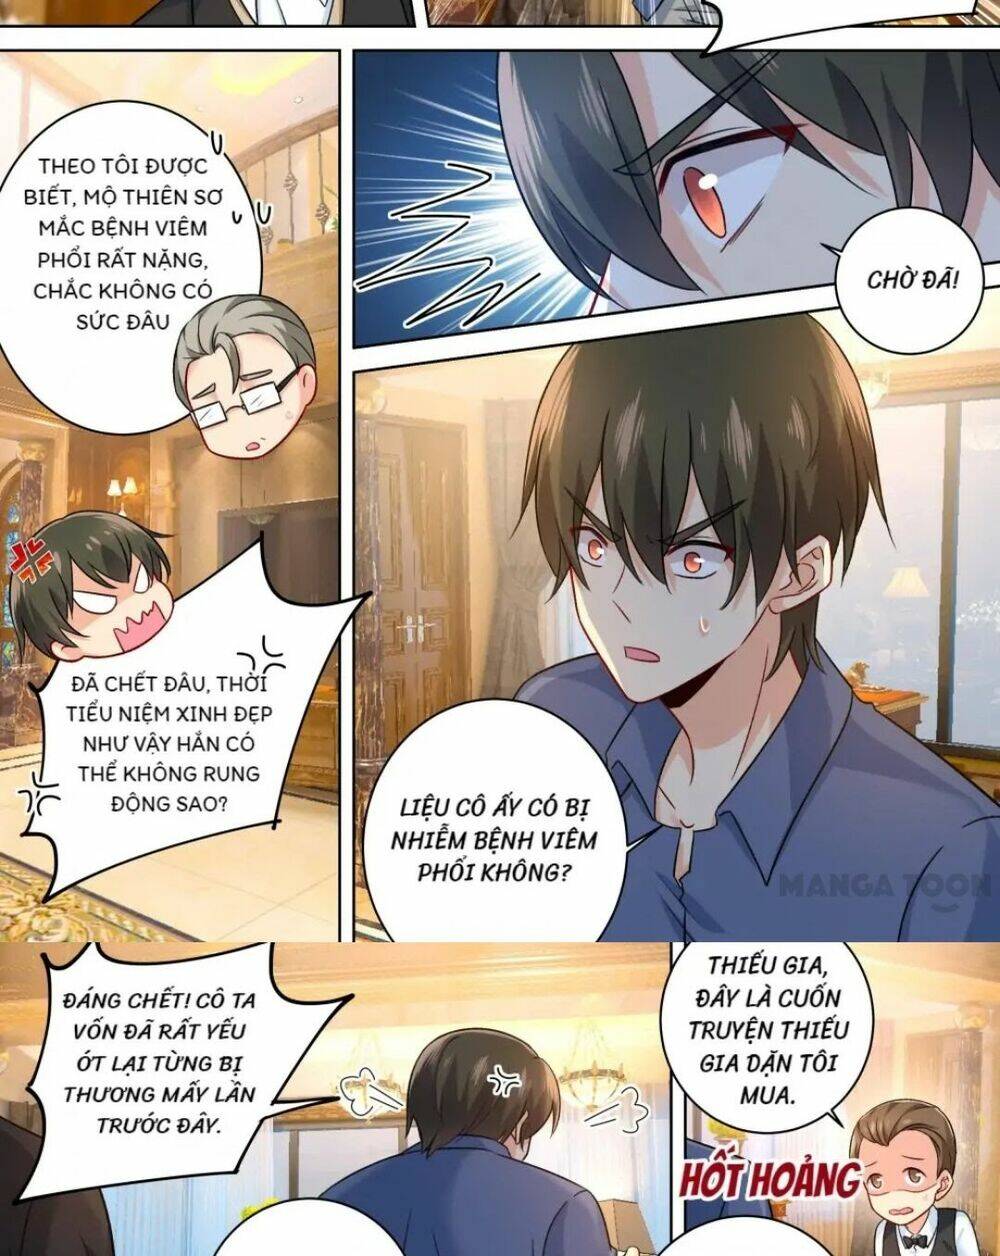 THEO TÔI ĐƯỢC
BIẾT, MỘ THIÊN SƠ
MẮC BỆNH VIÊM
PHỔI RẤT NẶNG,
CHẮC KHÔNG CÓ
SỨC ĐÂU
CHỜ ĐÃ!
ĐÃ CHẾT ĐÂU, THỜI
TIỂU NIỆM XINH ĐẸP
NHƯ VẬY HẮN CÓ
THỂ KHÔNG RUNG
ĐỘNG SAO?
LIỆU CÔ ẤY CÓ BỊ
NHIỄM BỆNH VIÊM
PHỔI KHÔNG?
MANGA TOON
ĐÁNG CHẾT! CÔ TA
VỐN ĐÃ RẤT YẾU
ỚT LẠI TỪNG BỊ
THƯƠNG MẤY LẦN
TRƯỚC ĐÂY.
THIẾU GIA,
ĐÂY LÀ CUỐN
TRUYỆN THIẾU
GIA DẶN TÔI
MUA.
HỐT HOẢNG